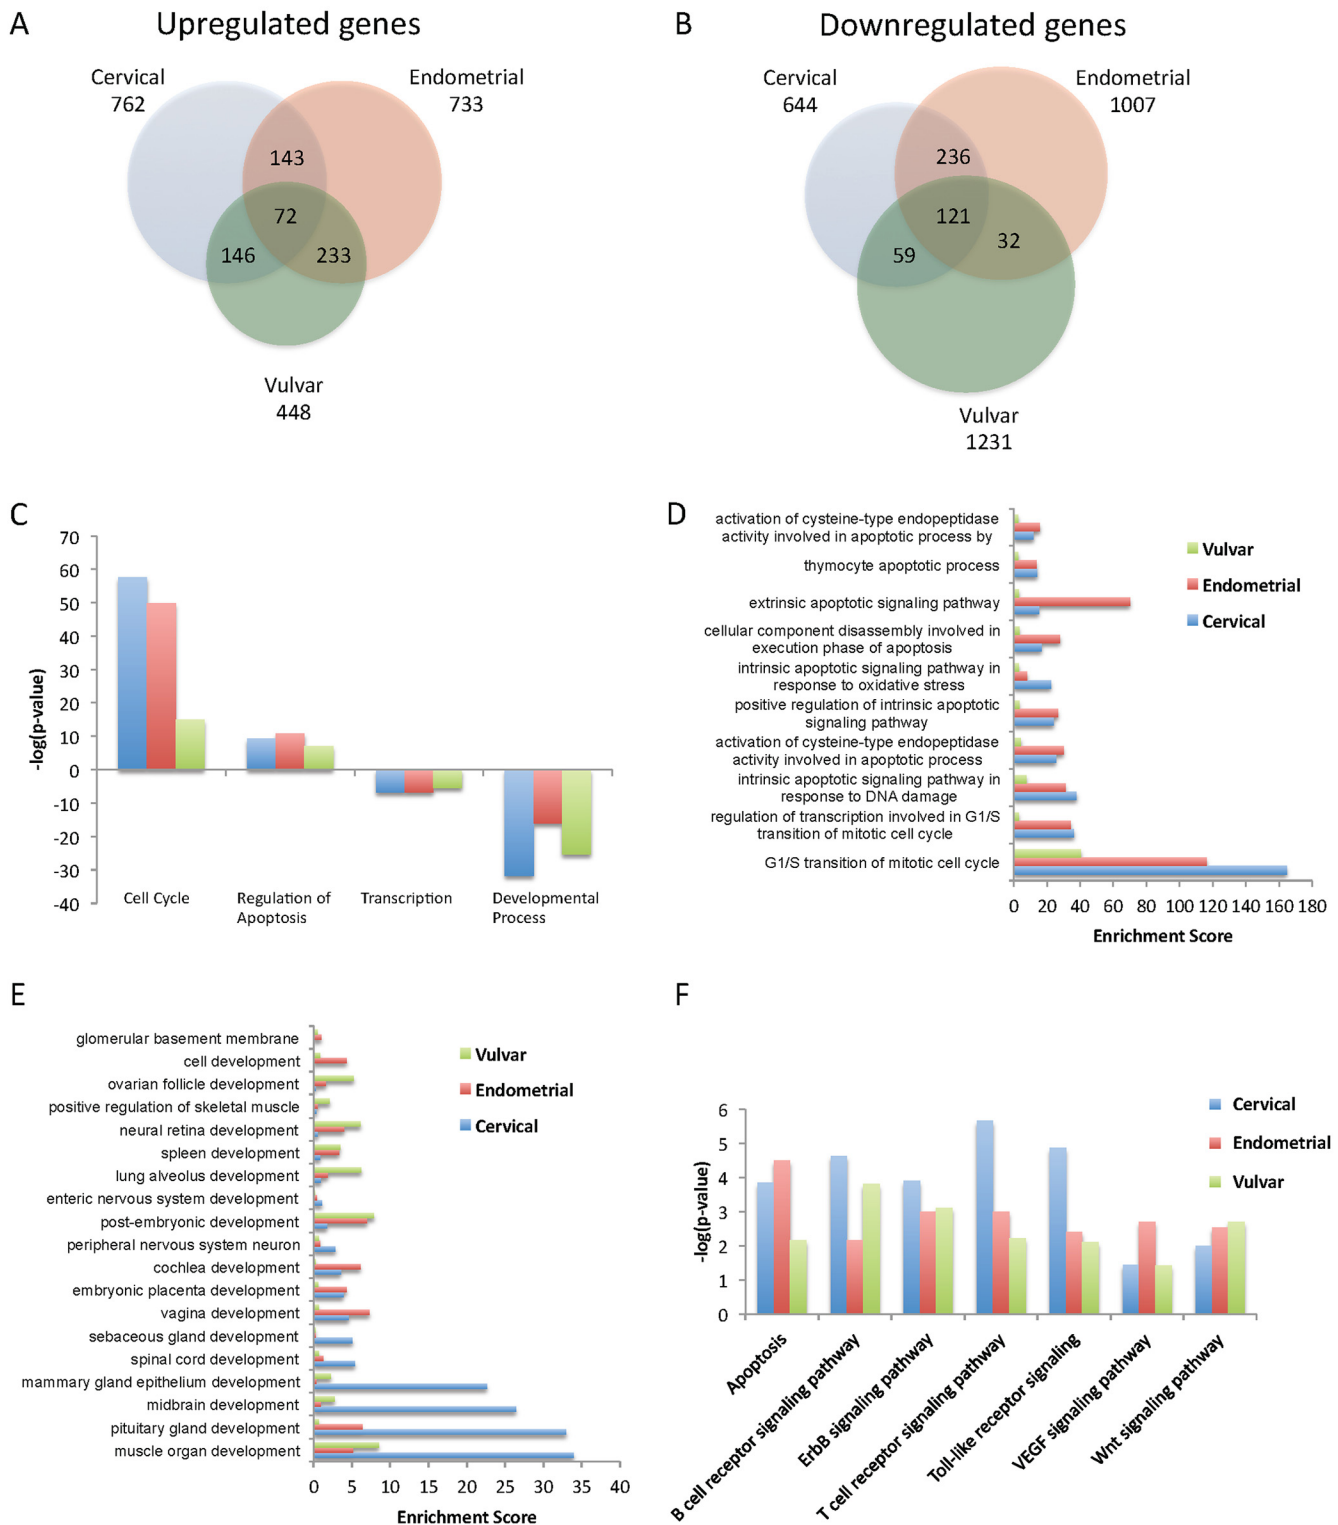 A
Upregulated genes
Cervical
762
Endometrial
733
143
72
146
233
Vulvar
448
B
Downregulated genes
Cervical
644
Endometrial
1007
236
121
59
32
Vulvar
1231
C
-log(p-value)
70
60
50
40
30
20
10
0
-10
-20
-30
-40
Cell Cycle
Regulation of
Apoptosis
Transcription
Developmental
Process
D
activation of cysteine-type endopeptidase
activity involved in apoptotic process by
thymocyte apoptotic process
extrinsic apoptotic signaling pathway
cellular component disassembly involved in
execution phase of apoptosis
intrinsic apoptotic signaling pathway in
response to oxidative stress
positive regulation of intrinsic apoptotic
signaling pathway
activation of cysteine-type endopeptidase
activity involved in apoptotic process
intrinsic apoptotic signaling pathway in
response to DNA damage
regulation of transcription involved in G1/S
transition of mitotic cell cycle
G1/S transition of mitotic cell cycle
0 20 40 60 80 100 120 140 160 180
Enrichment Score
Vulvar
Endometrial
Cervical
E
glomerular basement membrane
cell development
ovarian follicle development
positive regulation of skeletal muscle
neural retina development
spleen development
lung alveolus development
enteric nervous system development
post-embryonic development
peripheral nervous system neuron
cochlea development
embryonic placenta development
vagina development
sebaceous gland development
spinal cord development
mammary gland epithelium development
midbrain development
pituitary gland development
muscle organ development
0 5 10 15 20 25 30 35 40
Enrichment Score
Vulvar
Endometrial
Cervical
F
-log(p-value)
6
5
4
3
2
1
0
Apoptosis
B cell receptor signaling pathway
ErbB signaling pathway
T cell receptor signaling pathway
Toll-like receptor signaling
VEGF signaling pathway
Wnt signaling pathway
Cervical
Endometrial
Vulvar